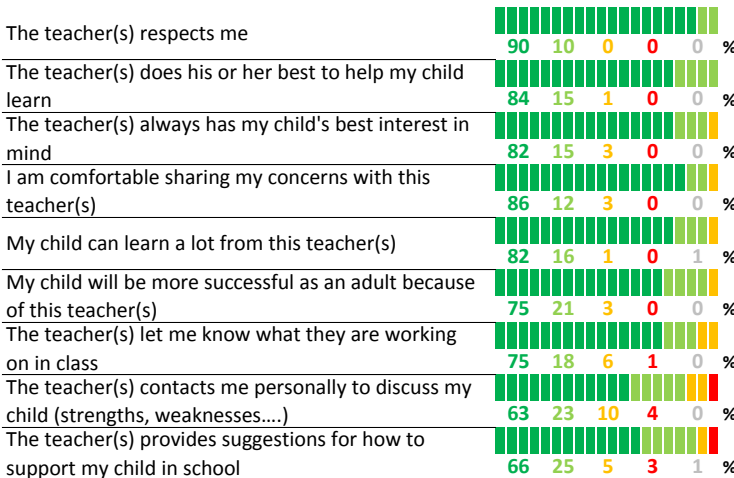 The teacher(s) respects me
90 10 0 0 0 %
The teacher(s) does his or her best to help my child
learn
84 15 1 0 0 %
The teacher(s) always has my child's best interest in
mind
82 15 3 0 0 %
I am comfortable sharing my concerns with this
teacher(s)
86 12 3 0 0 %
My child can learn a lot from this teacher(s)
82 16 1 0 1 %
My child will be more successful as an adult because
of this teacher(s)
75 21 3 0 0 %
The teacher(s) let me know what they are working
on in class
75 18 6 1 0 %
The teacher(s) contacts me personally to discuss my
child (strengths, weaknesses....)
63 23 10 4 0 %
The teacher(s) provides suggestions for how to
support my child in school
66 25 5 3 1 %